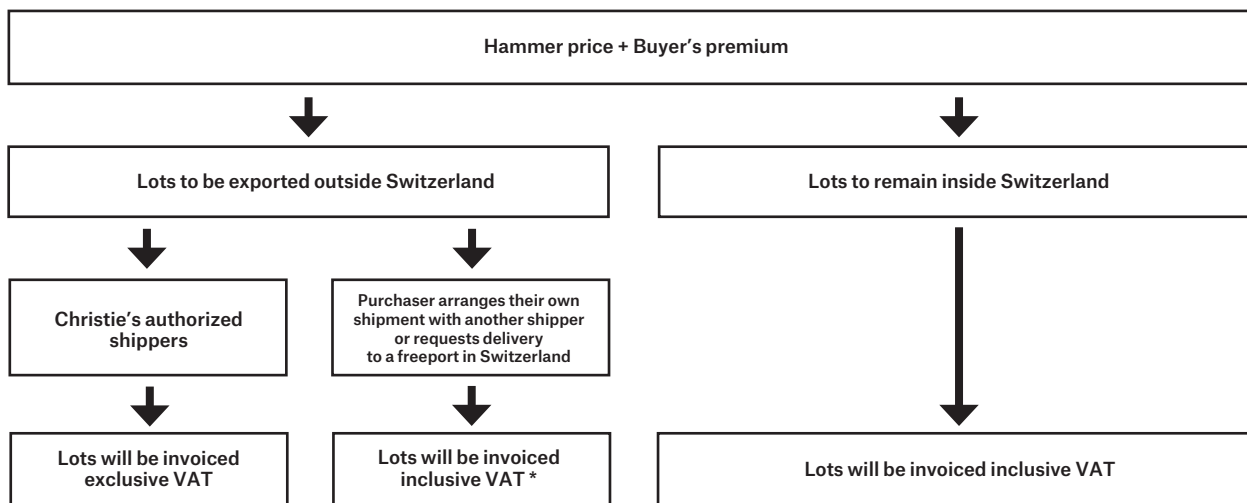 Hammer price + Buyer’s premium
Lots to be exported outside Switzerland
Lots to remain inside Switzerland
Christie’s authorized
shippers
Purchaser arranges their own
shipment with another shipper
or requests delivery
to a freeport in Switzerland
Lots will be invoiced
exclusive VAT
Lots will be invoiced
inclusive VAT *
Lots will be invoiced inclusive VAT